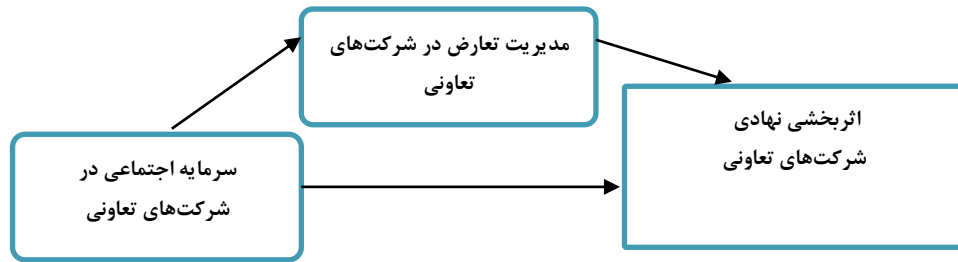 مدیریت تعارض در شرکت‌های
تعاونی
اثربخشی نهادی
شرکت‌های تعاونی
سرمایه اجتماعی در
شرکت‌های تعاونی